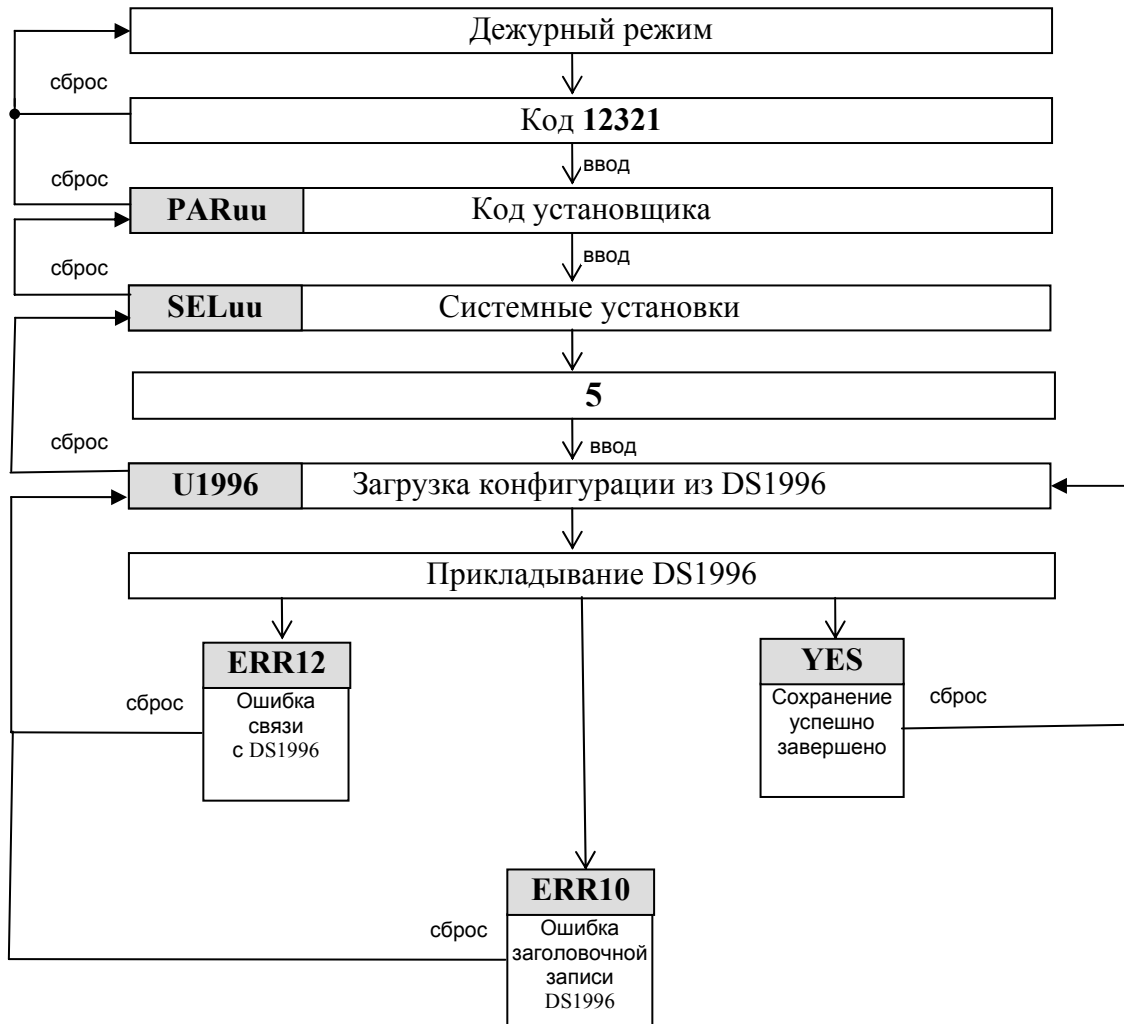 Дежурный режим
сброс
Код 12321
ввод
сброс
PARuu Код установщика
ввод
сброс
SELuu Системные установки
5
ввод
сброс
U1996 Загрузка конфигурации из DS1996
Прикладывание DS1996
ERR12
Ошибка
связи
с DS1996
сброс
YES
Сохранение
успешно
завершено
сброс
ERR10
Ошибка
заголовочной
записи
DS1996
сброс